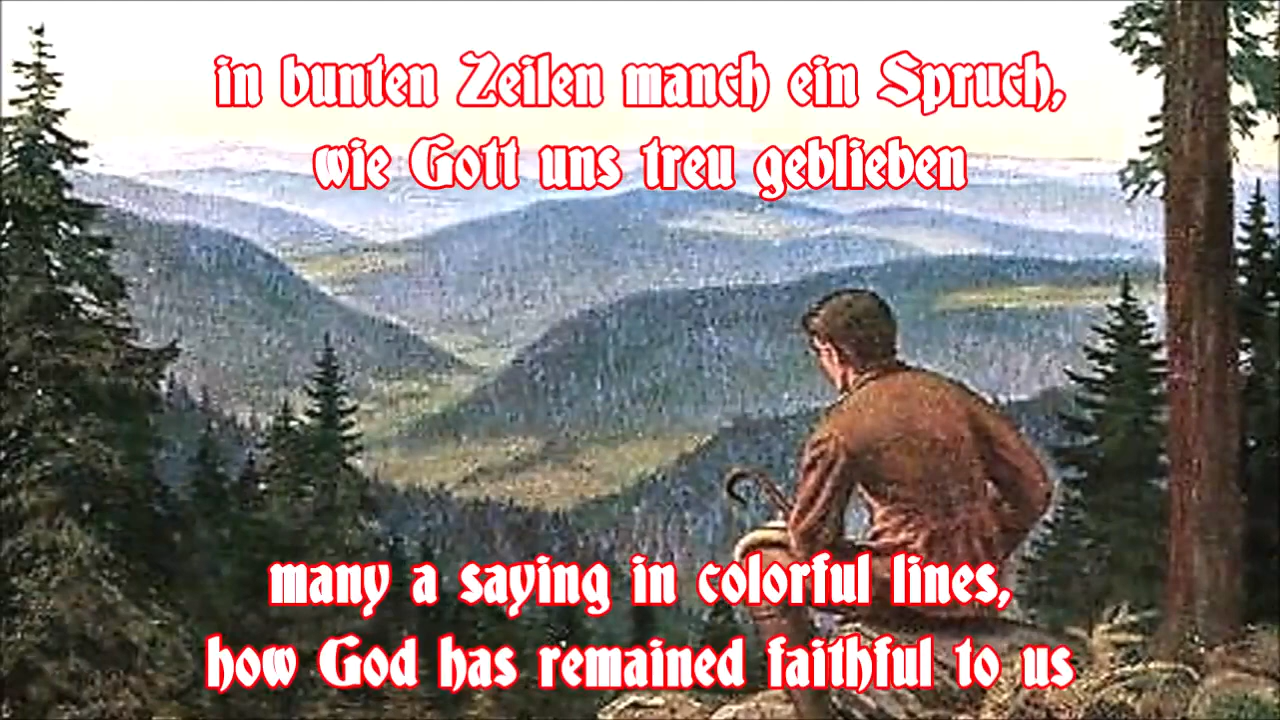 in bunten Zeilen manch ein Spruch,
wie Gott uns treu geblieben
many a saying in colorful lines,
how God has remained faithful to us